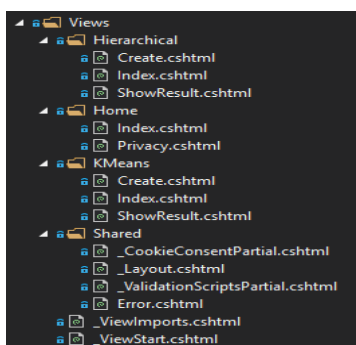 Views
Hierarchical
Create.cshtml
Index.cshtml
ShowResult.cshtml
Home
Index.cshtml
Privacy.cshtml
KMeans
Create.cshtml
Index.cshtml
ShowResult.cshtml
Shared
_CookieConsentPartial.cshtml
_Layout.cshtml
_ValidationScriptsPartial.cshtml
Error.cshtml
_ViewImports.cshtml
_ViewStart.cshtml